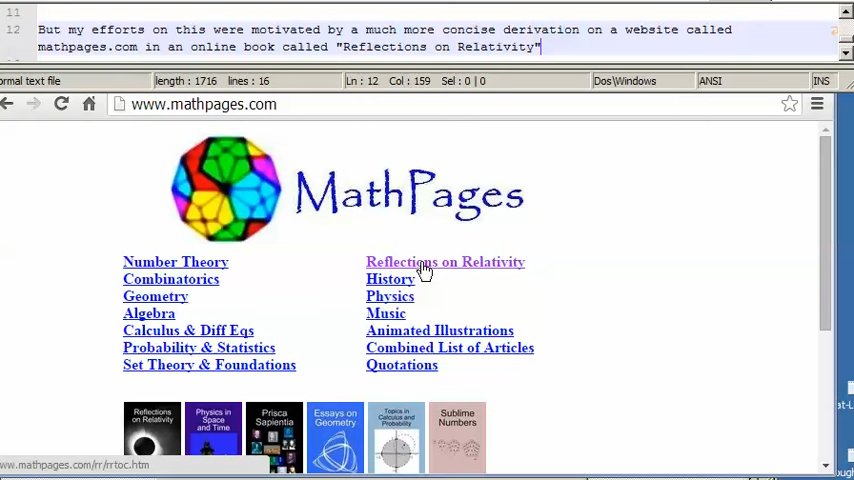 11
12 But my efforts on this were motivated by a much more concise derivation on a website called
mathpages.com in an online book called "Reflections on Relativity"
ormal text file length : 1716 lines : 16 Ln : 12 Col : 159 Sel : 0 | 0 Dos\Windows ANSI INS
www.mathpages.com
MathPages
Number Theory Reflections on Relativity
Combinatorics History
Geometry Physics
Algebra Music
Calculus & Diff Eqs Animated Illustrations
Probability & Statistics Combined List of Articles
Set Theory & Foundations Quotations
Reflections on Relativity
Physics in Space and Time
Prisca Sapientia
Essays on Geometry
Topics in Calculus and Probability
Sublime Numbers
at-L
ww.mathpages.com/rr/rrtoc.htm
ough